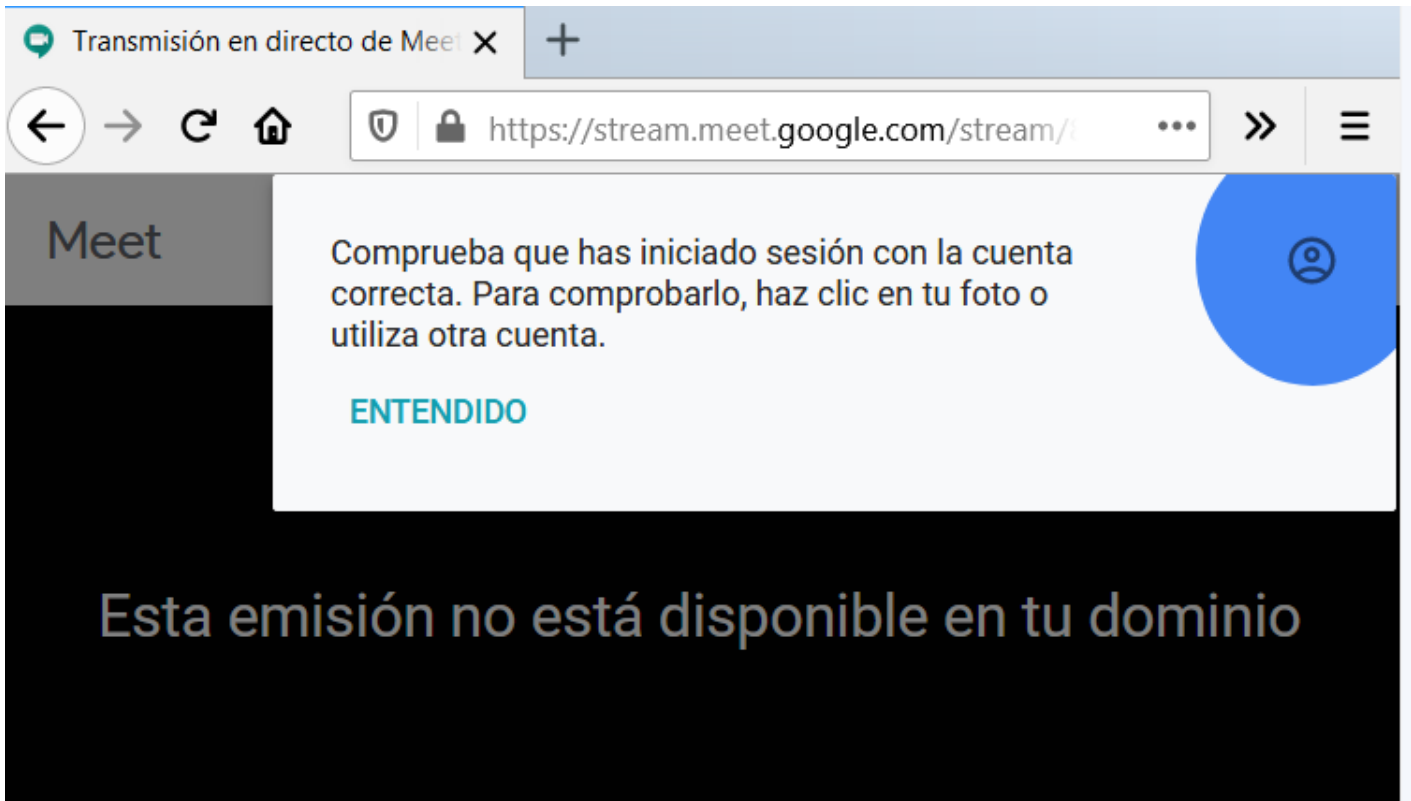 Transmisión en directo de Meet
https://stream.meet.google.com/stream/
Meet
Comprueba que has iniciado sesión con la cuenta
correcta. Para comprobarlo, haz clic en tu foto o
utiliza otra cuenta.
ENTENDIDO
Esta emisión no está disponible en tu dominio